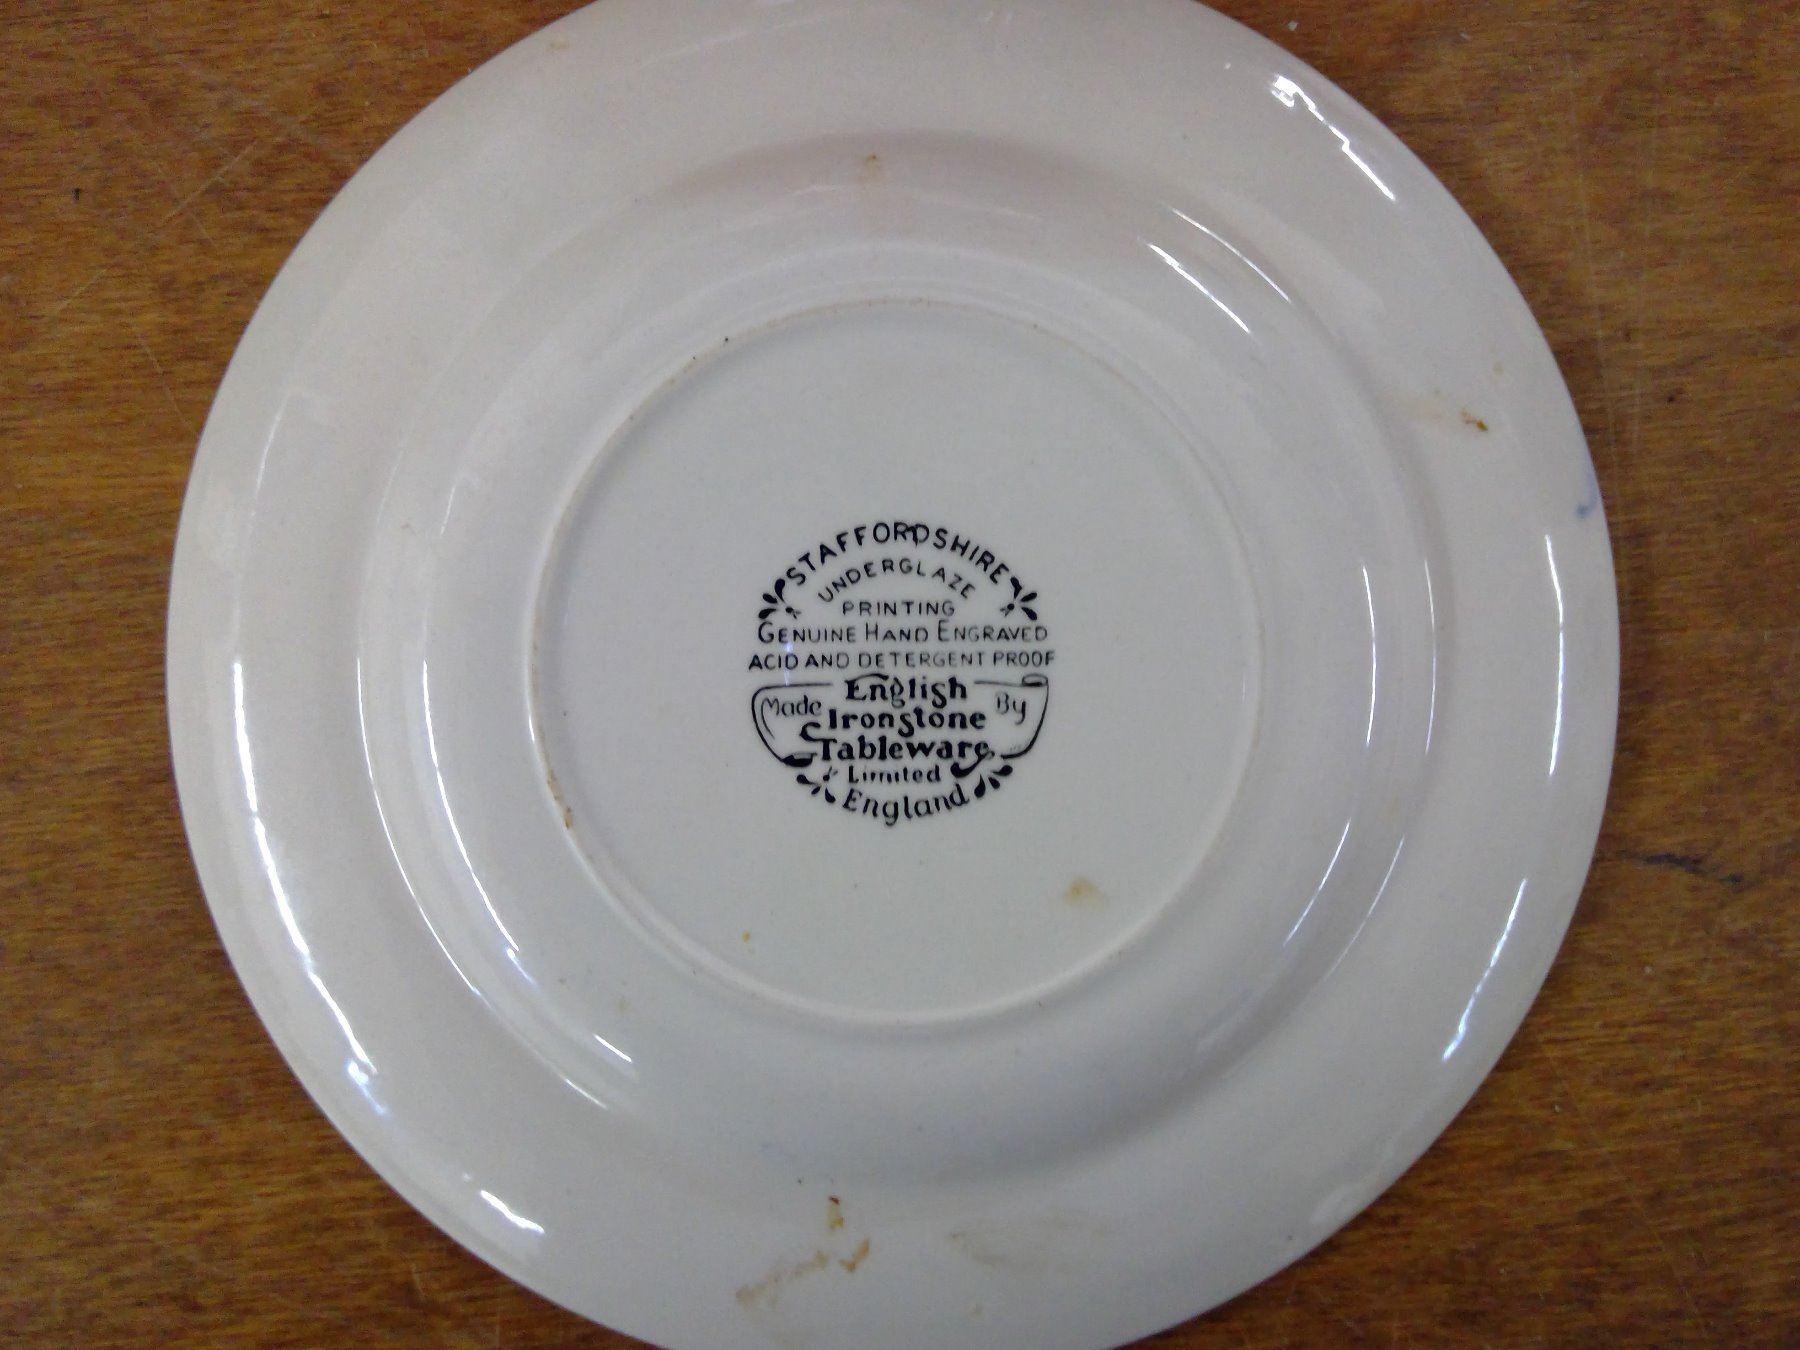 STAFFORDSHIRE
UNDERGLAZE
PRINTING
GENUINE HAND ENGRAVED
ACID AND DETERGENT PROOF
Made English By
Ironstone
Tableware
Limited
England